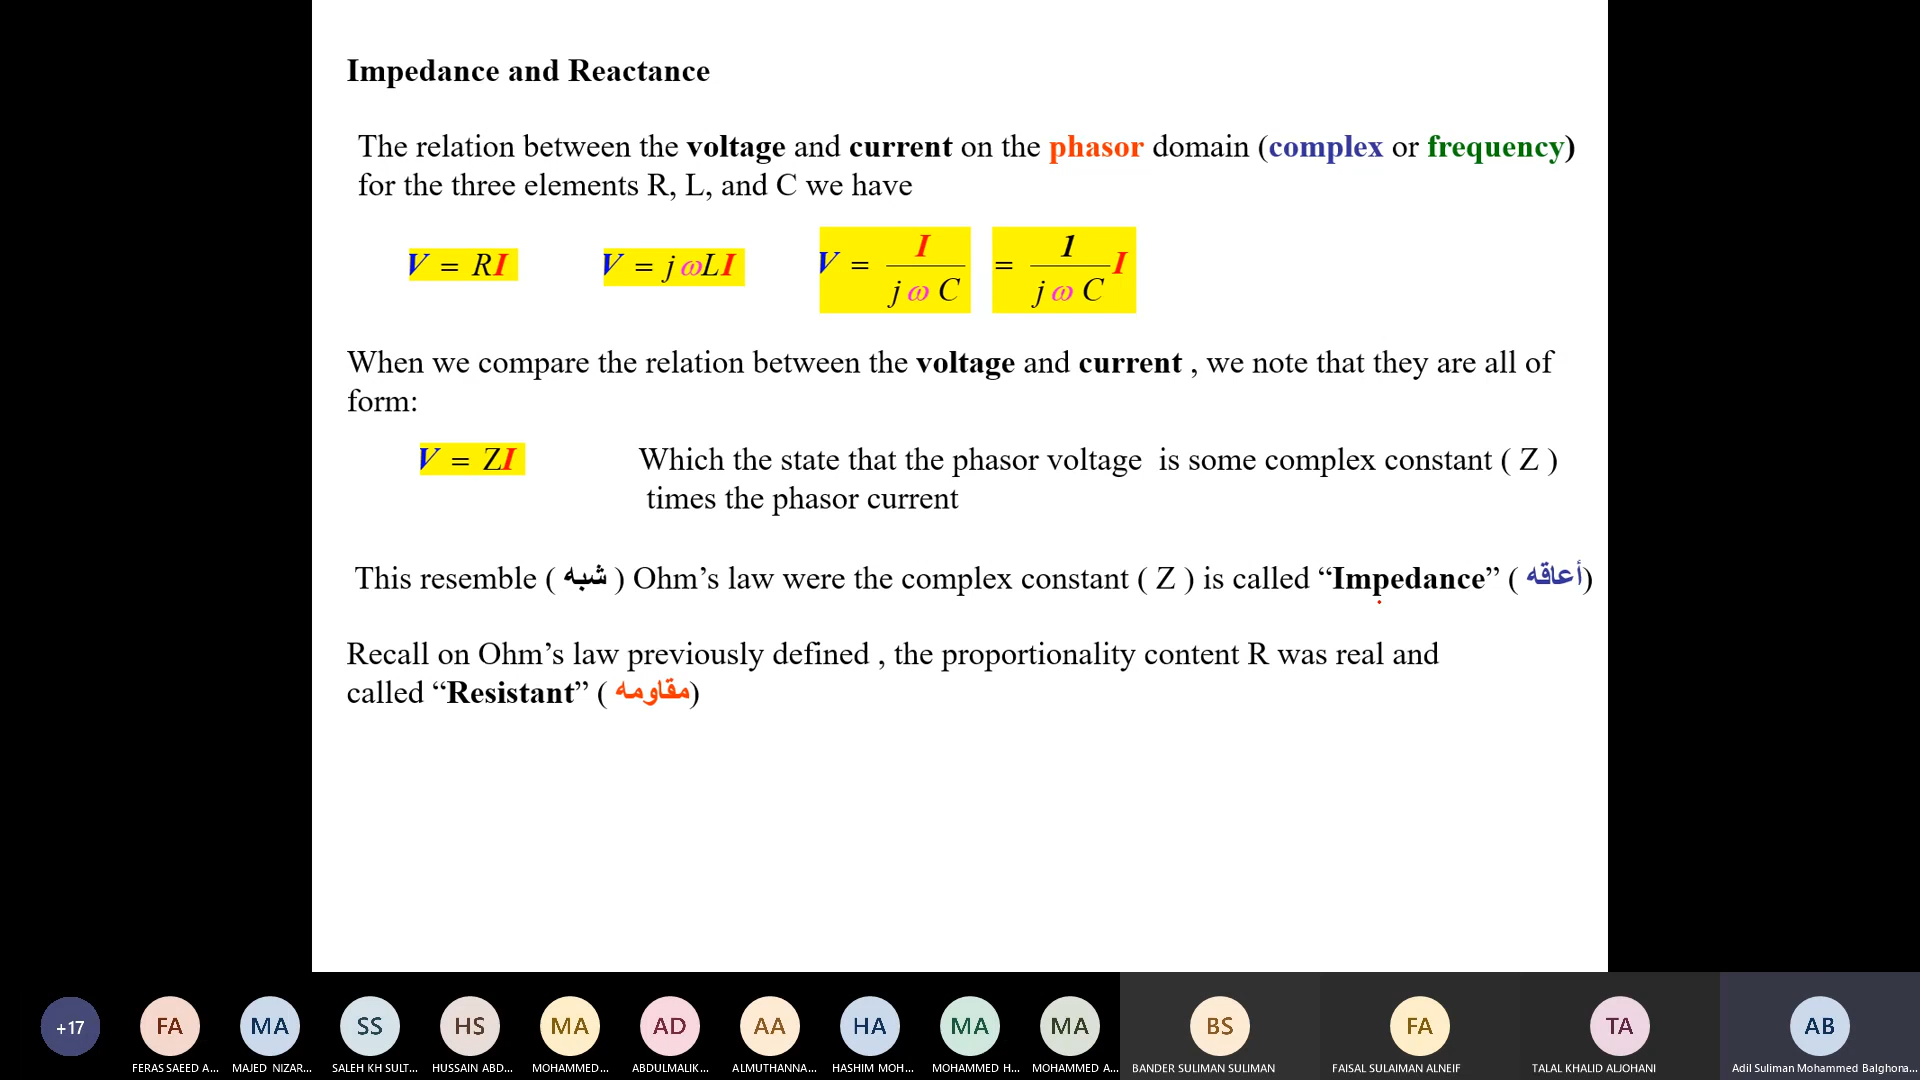 Impedance and Reactance
The relation between the voltage and current on the phasor domain (complex or frequency)
for the three elements R, L, and C we have
V = RI
V = jωLI
V = I / jωC = 1 / jωC I
When we compare the relation between the voltage and current , we note that they are all of
form:
V = ZI
Which the state that the phasor voltage is some complex constant ( Z )
times the phasor current
This resemble ( شبه ) Ohm’s law were the complex constant ( Z ) is called “Impedance” ( أعاقه)
Recall on Ohm’s law previously defined , the proportionality content R was real and
called “Resistant” ( مقاومه)
+17 FA MA SS HS MA AD AA HA MA MA BS FA TA AB
FERAS SAEED A... MAJED NIZAR... SALEH KH SULT... HUSSAIN ABD... MOHAMMED... ABDULMALIK... ALMUTHANNA... HASHIM MOH... MOHAMMED H... MOHAMMED A... BANDER SULIMAN SULIMAN FAISAL SULAIMAN ALNEIF TALAL KHALID ALJOHANI Adil Suliman Mohammed Balghona...